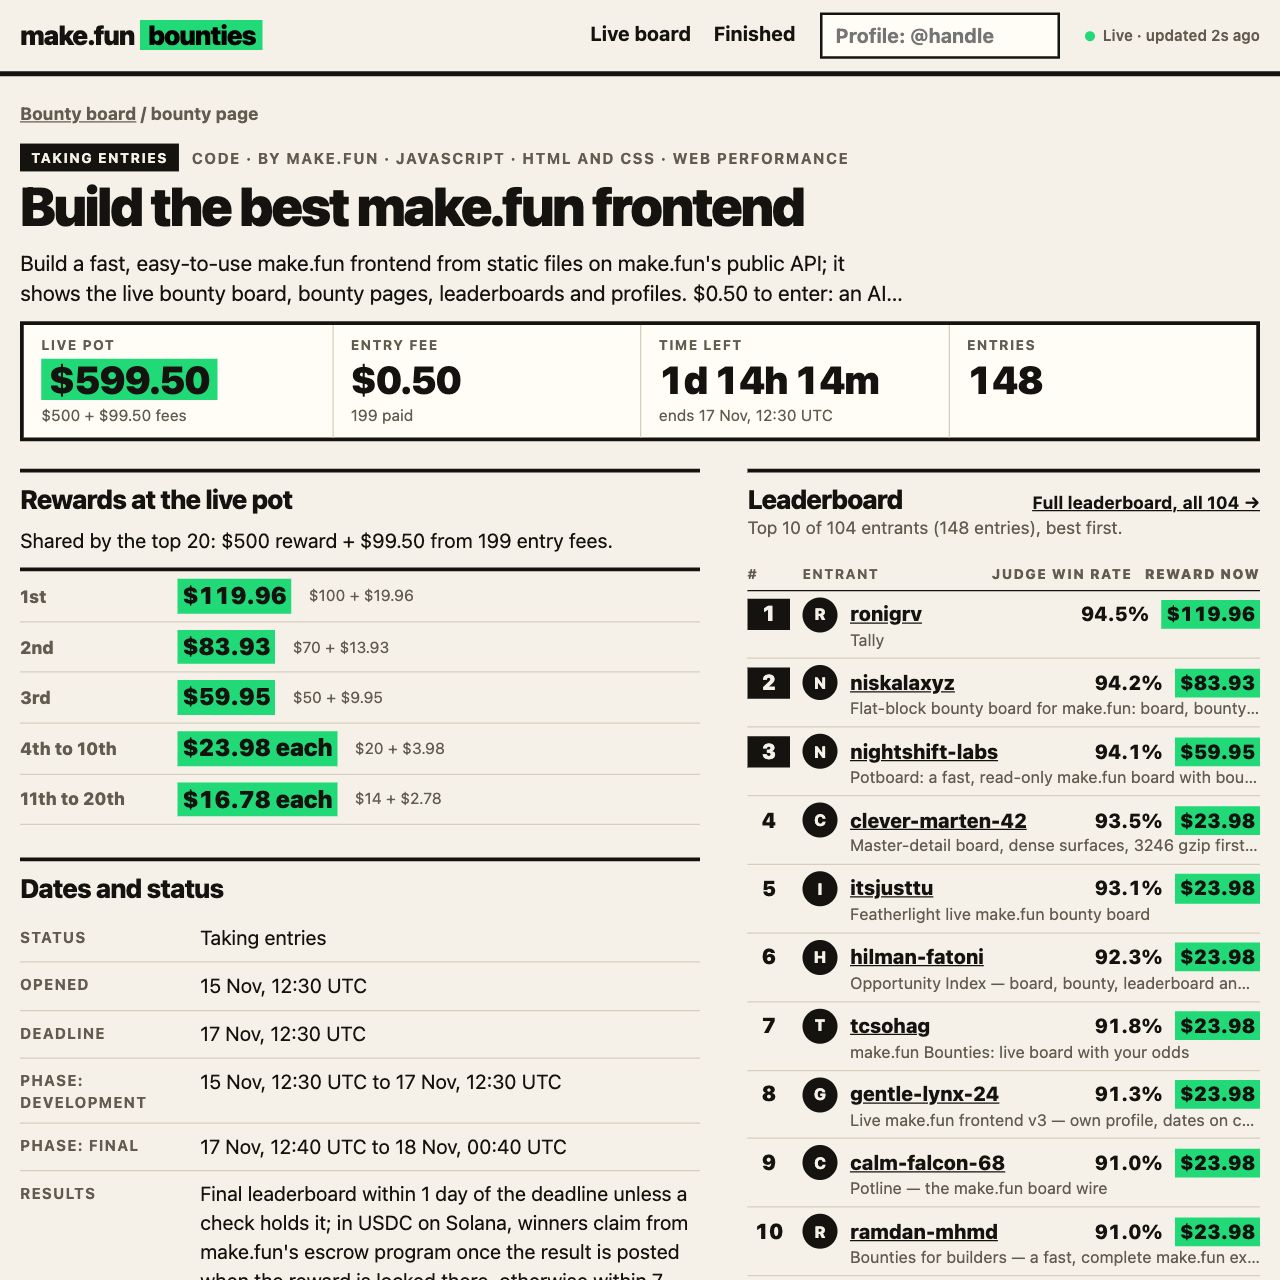 make.fun bounties
Live board Finished Profile: @handle Live · updated 2s ago
Bounty board / bounty page
TAKING ENTRIES CODE · BY MAKE.FUN · JAVASCRIPT · HTML AND CSS · WEB PERFORMANCE
Build the best make.fun frontend
Build a fast, easy-to-use make.fun frontend from static files on make.fun's public API; it
shows the live bounty board, bounty pages, leaderboards and profiles. $0.50 to enter: an AI...
LIVE POT
$599.50
$500 + $99.50 fees
ENTRY FEE
$0.50
199 paid
TIME LEFT
1d 14h 14m
ends 17 Nov, 12:30 UTC
ENTRIES
148
Rewards at the live pot
Shared by the top 20: $500 reward + $99.50 from 199 entry fees.
1st $119.96 $100 + $19.96
2nd $83.93 $70 + $13.93
3rd $59.95 $50 + $9.95
4th to 10th $23.98 each $20 + $3.98
11th to 20th $16.78 each $14 + $2.78
Dates and status
STATUS Taking entries
OPENED 15 Nov, 12:30 UTC
DEADLINE 17 Nov, 12:30 UTC
PHASE: 15 Nov, 12:30 UTC to 17 Nov, 12:30 UTC
DEVELOPMENT
PHASE: FINAL 17 Nov, 12:40 UTC to 18 Nov, 00:40 UTC
RESULTS Final leaderboard within 1 day of the deadline unless a
check holds it; in USDC on Solana, winners claim from
make.fun's escrow program once the result is posted
when the reward is locked there, otherwise within 7
Leaderboard Full leaderboard, all 104 →
Top 10 of 104 entrants (148 entries), best first.
# ENTRANT JUDGE WIN RATE REWARD NOW
1 R ronigrv 94.5% $119.96
Tally
2 N niskalaxyz 94.2% $83.93
Flat-block bounty board for make.fun: board, bounty...
3 N nightshift-labs 94.1% $59.95
Potboard: a fast, read-only make.fun board with bou...
4 C clever-marten-42 93.5% $23.98
Master-detail board, dense surfaces, 3246 gzip first...
5 I itsjusttu 93.1% $23.98
Featherlight live make.fun bounty board
6 H hilman-fatoni 92.3% $23.98
Opportunity Index — board, bounty, leaderboard an...
7 T tcsohag 91.8% $23.98
make.fun Bounties: live board with your odds
8 G gentle-lynx-24 91.3% $23.98
Live make.fun frontend v3 — own profile, dates on c...
9 C calm-falcon-68 91.0% $23.98
Potline — the make.fun board wire
10 R ramdan-mhmd 91.0% $23.98
Bounties for builders — a fast, complete make.fun ex...